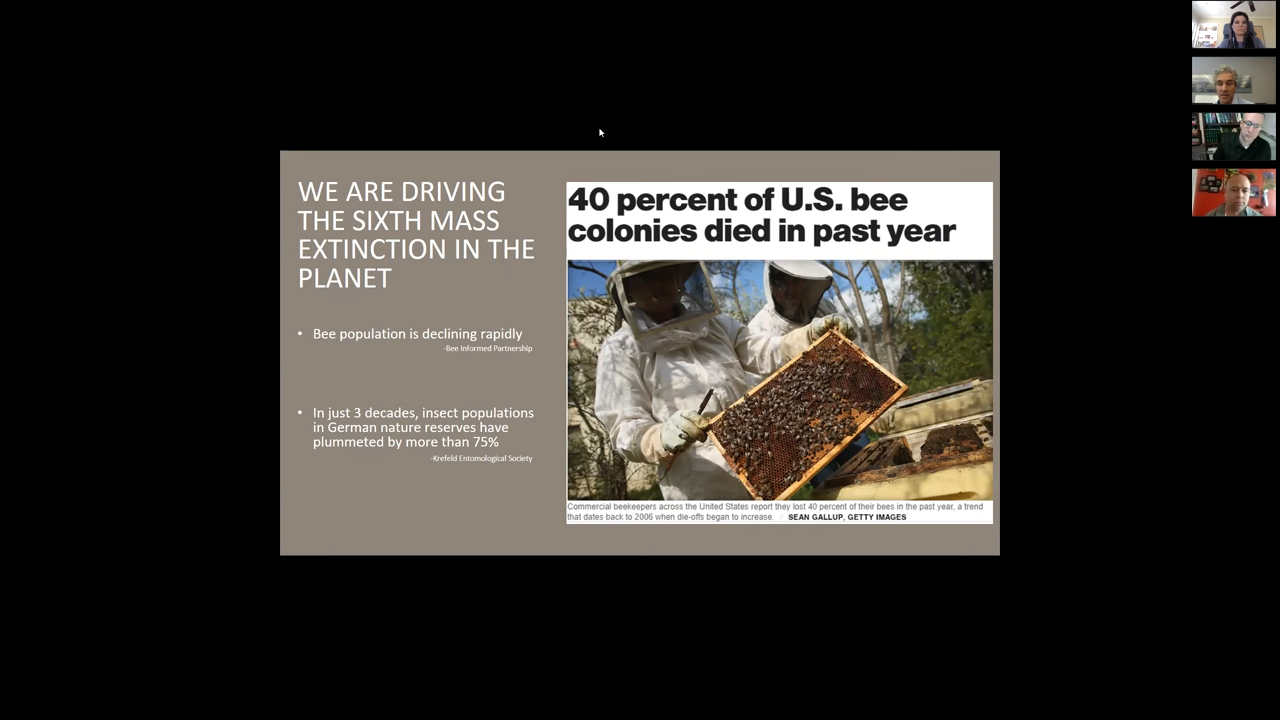 WE ARE DRIVING
THE SIXTH MASS
EXTINCTION IN THE
PLANET
• Bee population is declining rapidly
-Bee Informed Partnership
• In just 3 decades, insect populations
in German nature reserves have
plummeted by more than 75%
-Krefeld Entomological Society
40 percent of U.S. bee
colonies died in past year
Commercial beekeepers across the United States report they lost 40 percent of their bees in the past year, a trend
that dates back to 2006 when die-offs began to increase. / SEAN GALLUP, GETTY IMAGES